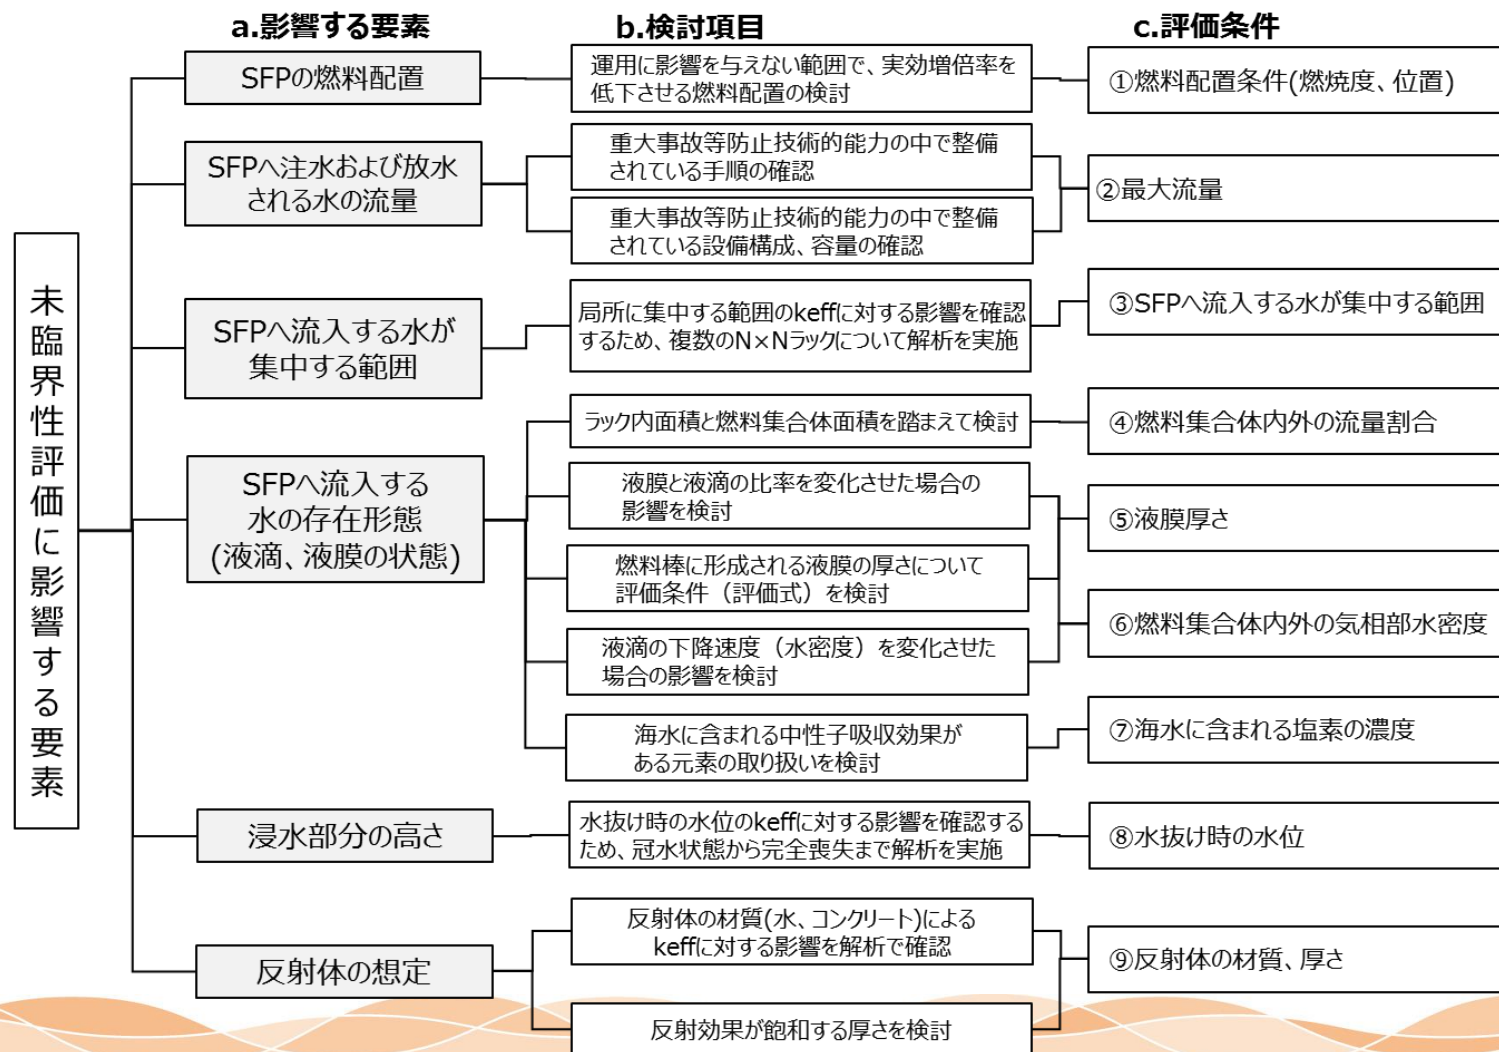 a.影響する要素
b.検討項目
c.評価条件
未臨界性評価に影響する要素
SFPの燃料配置
運用に影響を与えない範囲で、実効増倍率を
低下させる燃料配置の検討
①燃料配置条件(燃焼度、位置)
SFPへ注水および放水
される水の流量
重大事故等防止技術的能力の中で整備
されている手順の確認
重大事故等防止技術的能力の中で整備
されている設備構成、容量の確認
②最大流量
SFPへ流入する水が
集中する範囲
局所に集中する範囲のkeffに対する影響を確認
するため、複数のN×Nラックについて解析を実施
③SFPへ流入する水が集中する範囲
SFPへ流入する
水の存在形態
(液滴、液膜の状態)
ラック内面積と燃料集合体面積を踏まえて検討
④燃料集合体内外の流量割合
液膜と液滴の比率を変化させた場合の
影響を検討
燃料棒に形成される液膜の厚さについて
評価条件（評価式）を検討
液滴の下降速度（水密度）を変化させた
場合の影響を検討
⑤液膜厚さ
⑥燃料集合体内外の気相部水密度
海水に含まれる中性子吸収効果が
ある元素の取り扱いを検討
⑦海水に含まれる塩素の濃度
浸水部分の高さ
水抜け時の水位のkeffに対する影響を確認する
ため、冠水状態から完全喪失まで解析を実施
⑧水抜け時の水位
反射体の想定
反射体の材質(水、コンクリート)による
keffに対する影響を解析で確認
反射効果が飽和する厚さを検討
⑨反射体の材質、厚さ